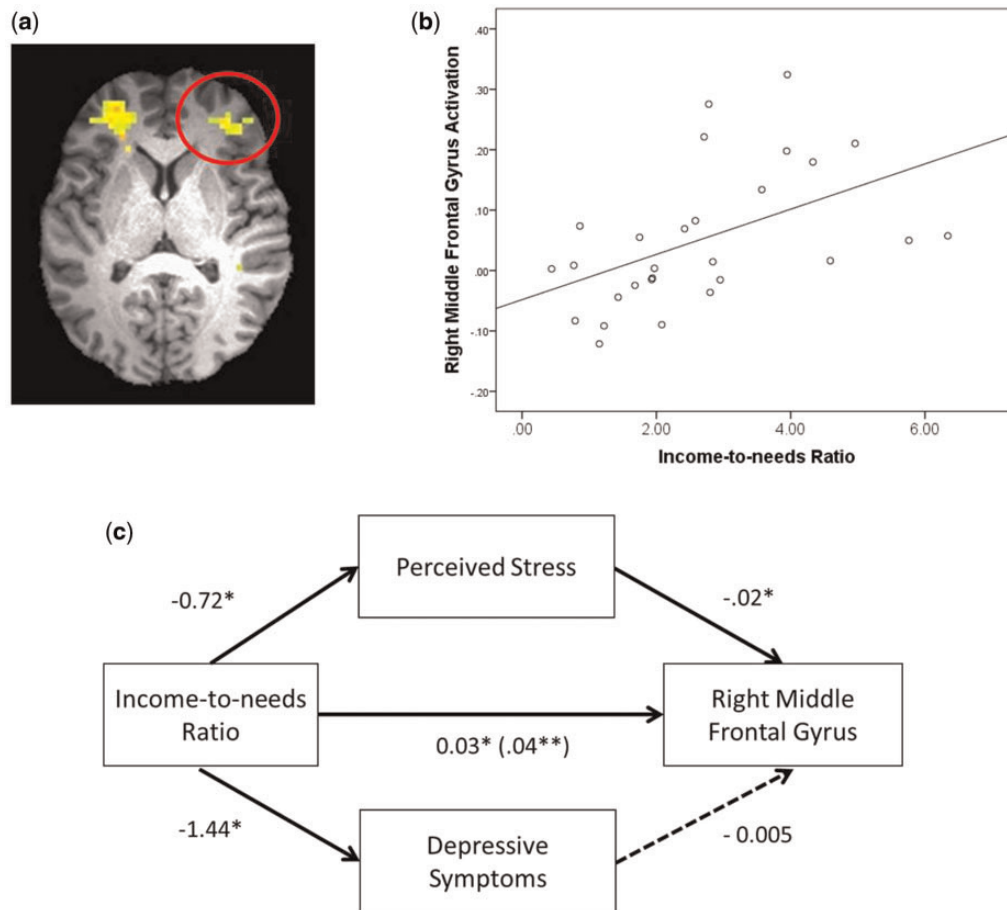 (a)
(b)
Right Middle Frontal Gyrus Activation
.40
.30
.20
.10
.00
-.10
-.20
.00
2.00
4.00
6.00
Income-to-needs Ratio
(c)
Perceived Stress
-0.72*
-.02*
Income-to-needs
Ratio
Right Middle
Frontal Gyrus
0.03* (.04**)
-1.44*
- 0.005
Depressive
Symptoms